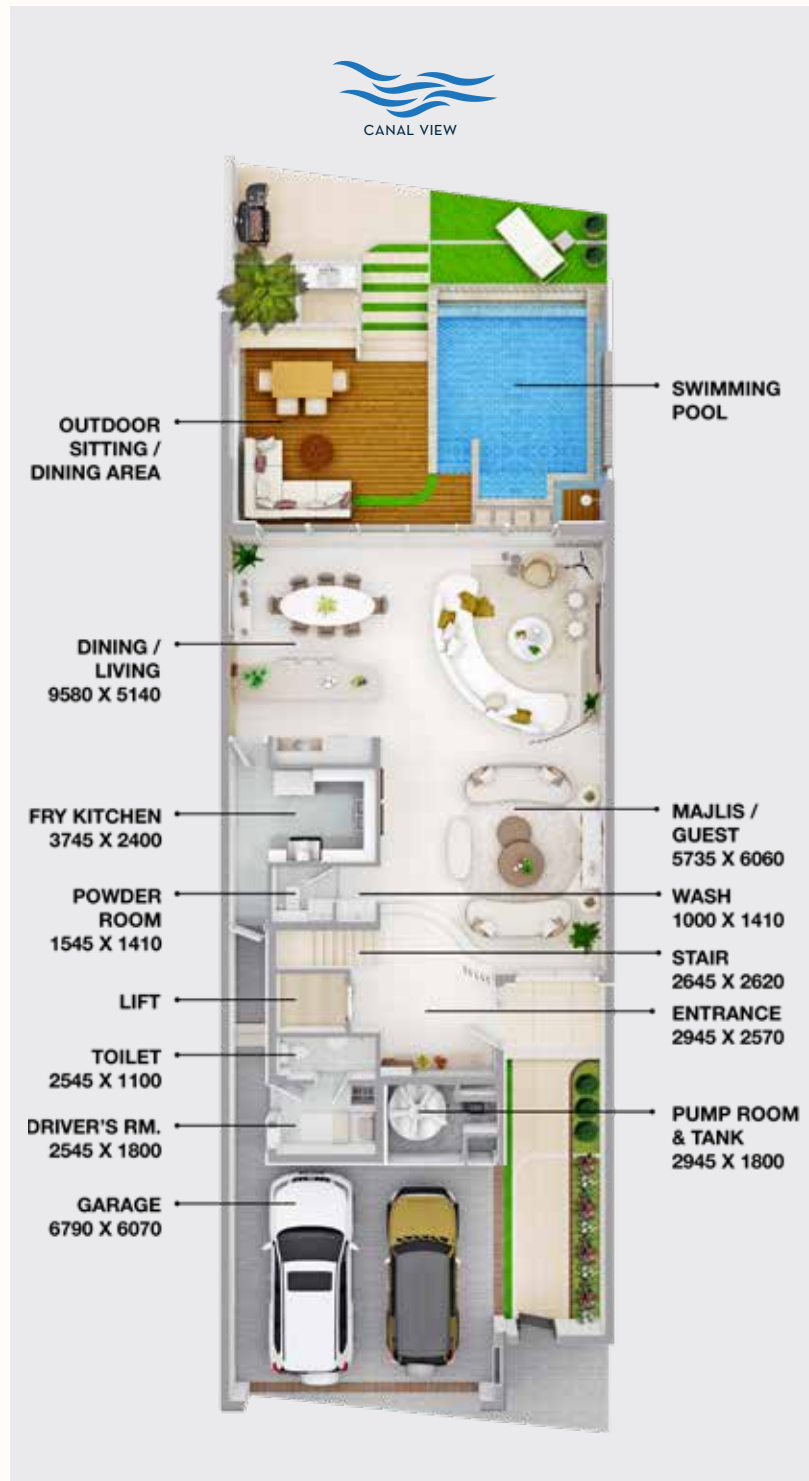 CANAL VIEW
OUTDOOR
SITTING /
DINING AREA
SWIMMING
POOL
DINING /
LIVING
9580 X 5140
FRY KITCHEN
3745 X 2400
MAJLIS /
GUEST
5735 X 6060
POWDER
ROOM
1545 X 1410
WASH
1000 X 1410
STAIR
2645 X 2620
LIFT
ENTRANCE
2945 X 2570
TOILET
2545 X 1100
DRIVER'S RM.
2545 X 1800
PUMP ROOM
& TANK
2945 X 1800
GARAGE
6790 X 6070